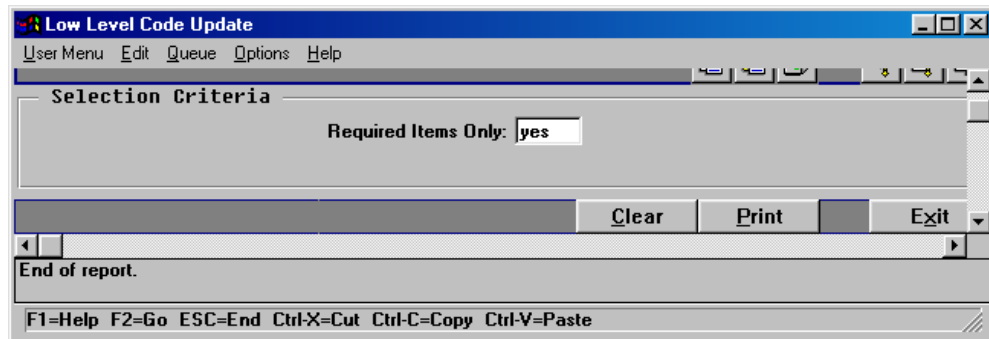 Low Level Code Update
User Menu Edit Queue Options Help
Selection Criteria
Required Items Only: yes
Clear Print Exit
End of report.
F1=Help F2=Go ESC=End Ctrl-X=Cut Ctrl-C=Copy Ctrl-V=Paste